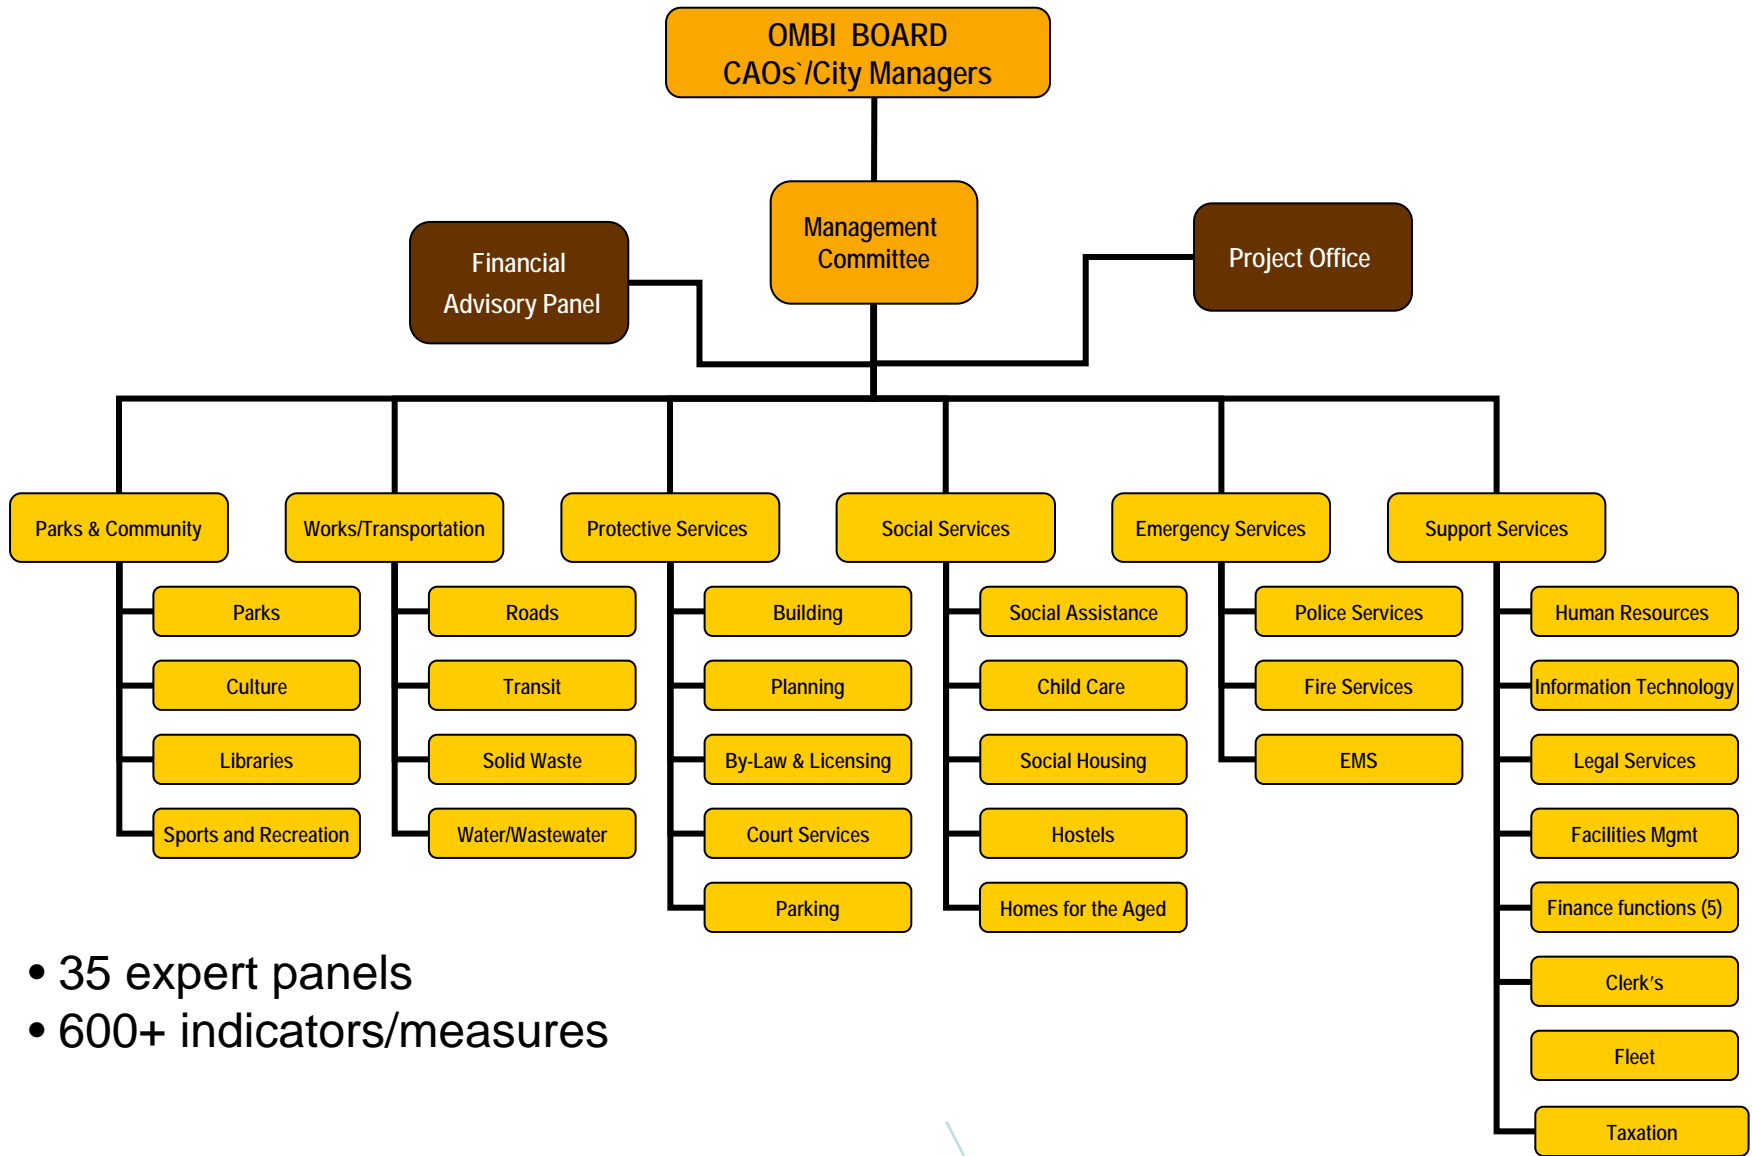 OMBI BOARD
CAOs`/City Managers
Management
Committee
Financial
Advisory Panel
Project Office
Parks & Community
Works/Transportation
Protective Services
Social Services
Emergency Services
Support Services
Parks
Culture
Libraries
Sports and Recreation
Roads
Transit
Solid Waste
Water/Wastewater
Building
Planning
By-Law & Licensing
Court Services
Parking
Social Assistance
Child Care
Social Housing
Hostels
Homes for the Aged
Police Services
Fire Services
EMS
Human Resources
Information Technology
Legal Services
Facilities Mgmt
Finance functions (5)
Clerk’s
Fleet
Taxation
• 35 expert panels
• 600+ indicators/measures